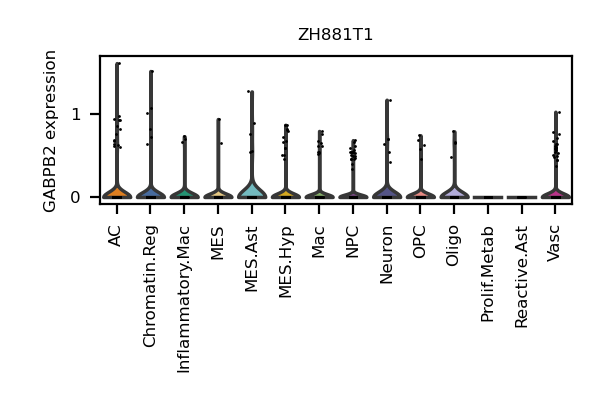 ZH881T1
GABPB2 expression
1
0
AC
Chromatin.Reg
Inflammatory.Mac
MES
MES.Ast
MES.Hyp
Mac
NPC
Neuron
OPC
Oligo
Prolif.Metab
Reactive.Ast
Vasc